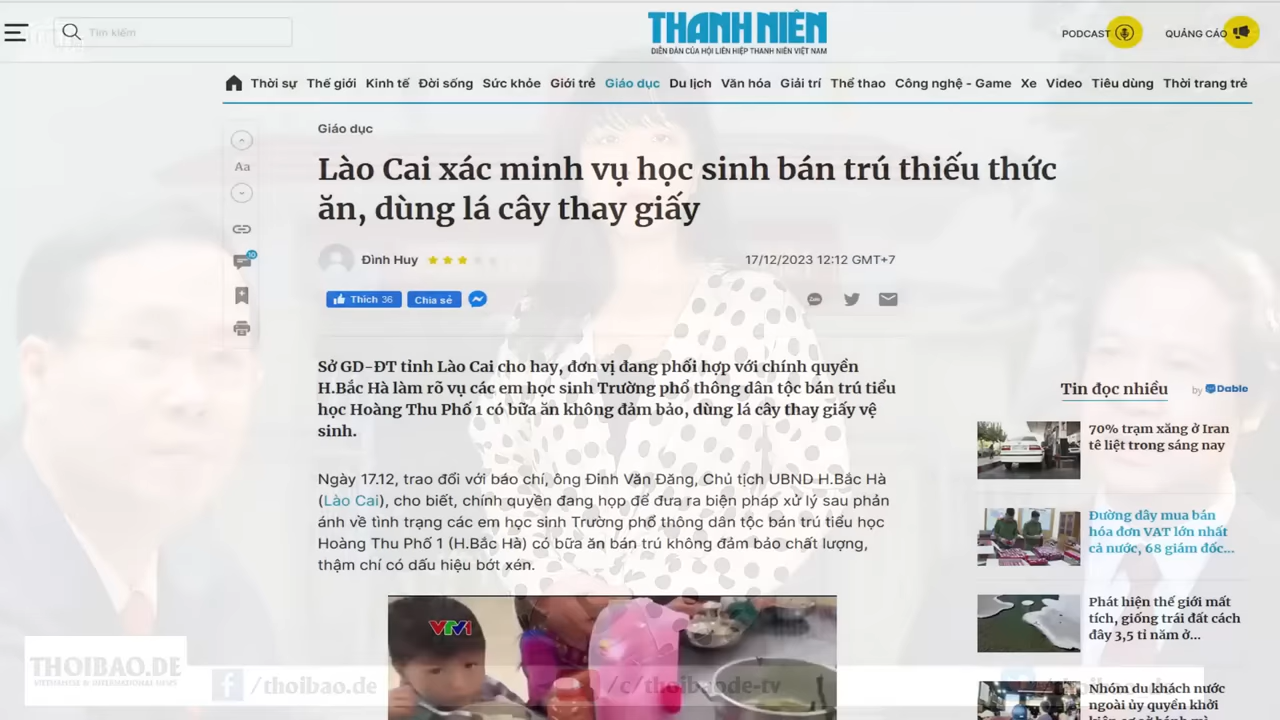 Tìm kiếm
THANH NIÊN
DIỄN ĐÀN CỦA HỘI LIÊN HIỆP THANH NIÊN VIỆT NAM
PODCAST
QUẢNG CÁO
Thời sự Thế giới Kinh tế Đời sống Sức khỏe Giới trẻ Giáo dục Du lịch Văn hóa Giải trí Thể thao Công nghệ - Game Xe Video Tiêu dùng Thời trang trẻ
Giáo dục
Lào Cai xác minh vụ học sinh bán trú thiếu thức
ăn, dùng lá cây thay giấy
Aa
Đình Huy
17/12/2023 12:12 GMT+7
Thích 36
Chia sẻ
Zalo
Sở GD-ĐT tỉnh Lào Cai cho hay, đơn vị đang phối hợp với chính quyền
H.Bắc Hà làm rõ vụ các em học sinh Trường phổ thông dân tộc bán trú tiểu
học Hoàng Thu Phố 1 có bữa ăn không đảm bảo, dùng lá cây thay giấy vệ
sinh.
Ngày 17.12, trao đổi với báo chí, ông Đinh Văn Đăng, Chủ tịch UBND H.Bắc Hà
(Lào Cai), cho biết, chính quyền đang họp để đưa ra biện pháp xử lý sau phản
ánh về tình trạng các em học sinh Trường phổ thông dân tộc bán trú tiểu học
Hoàng Thu Phố 1 (H.Bắc Hà) có bữa ăn bán trú không đảm bảo chất lượng,
thậm chí có dấu hiệu bớt xén.
VTV1
Tin đọc nhiều
by Dable
70% trạm xăng ở Iran
tê liệt trong sáng nay
Đường dây mua bán
hóa đơn VAT lớn nhất
cả nước, 68 giám đốc...
Phát hiện thế giới mất
tích, giống trái đất cách
đây 3,5 tỉ năm ở...
Nhóm du khách nước
ngoài ủy quyền khởi
THOIBAO.DE
VIETNAMESE & INTERNATIONAL NEWS
/thoibao.de
/c/thoibaode-tv